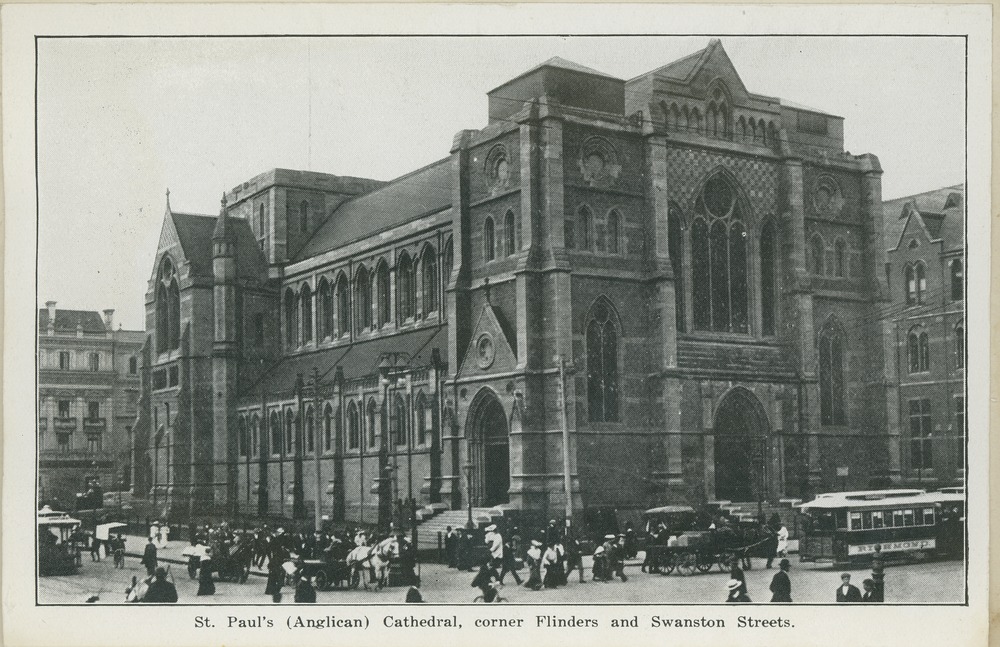 RICHMOND
St. Paul's (Anglican) Cathedral, corner Flinders and Swanston Streets.